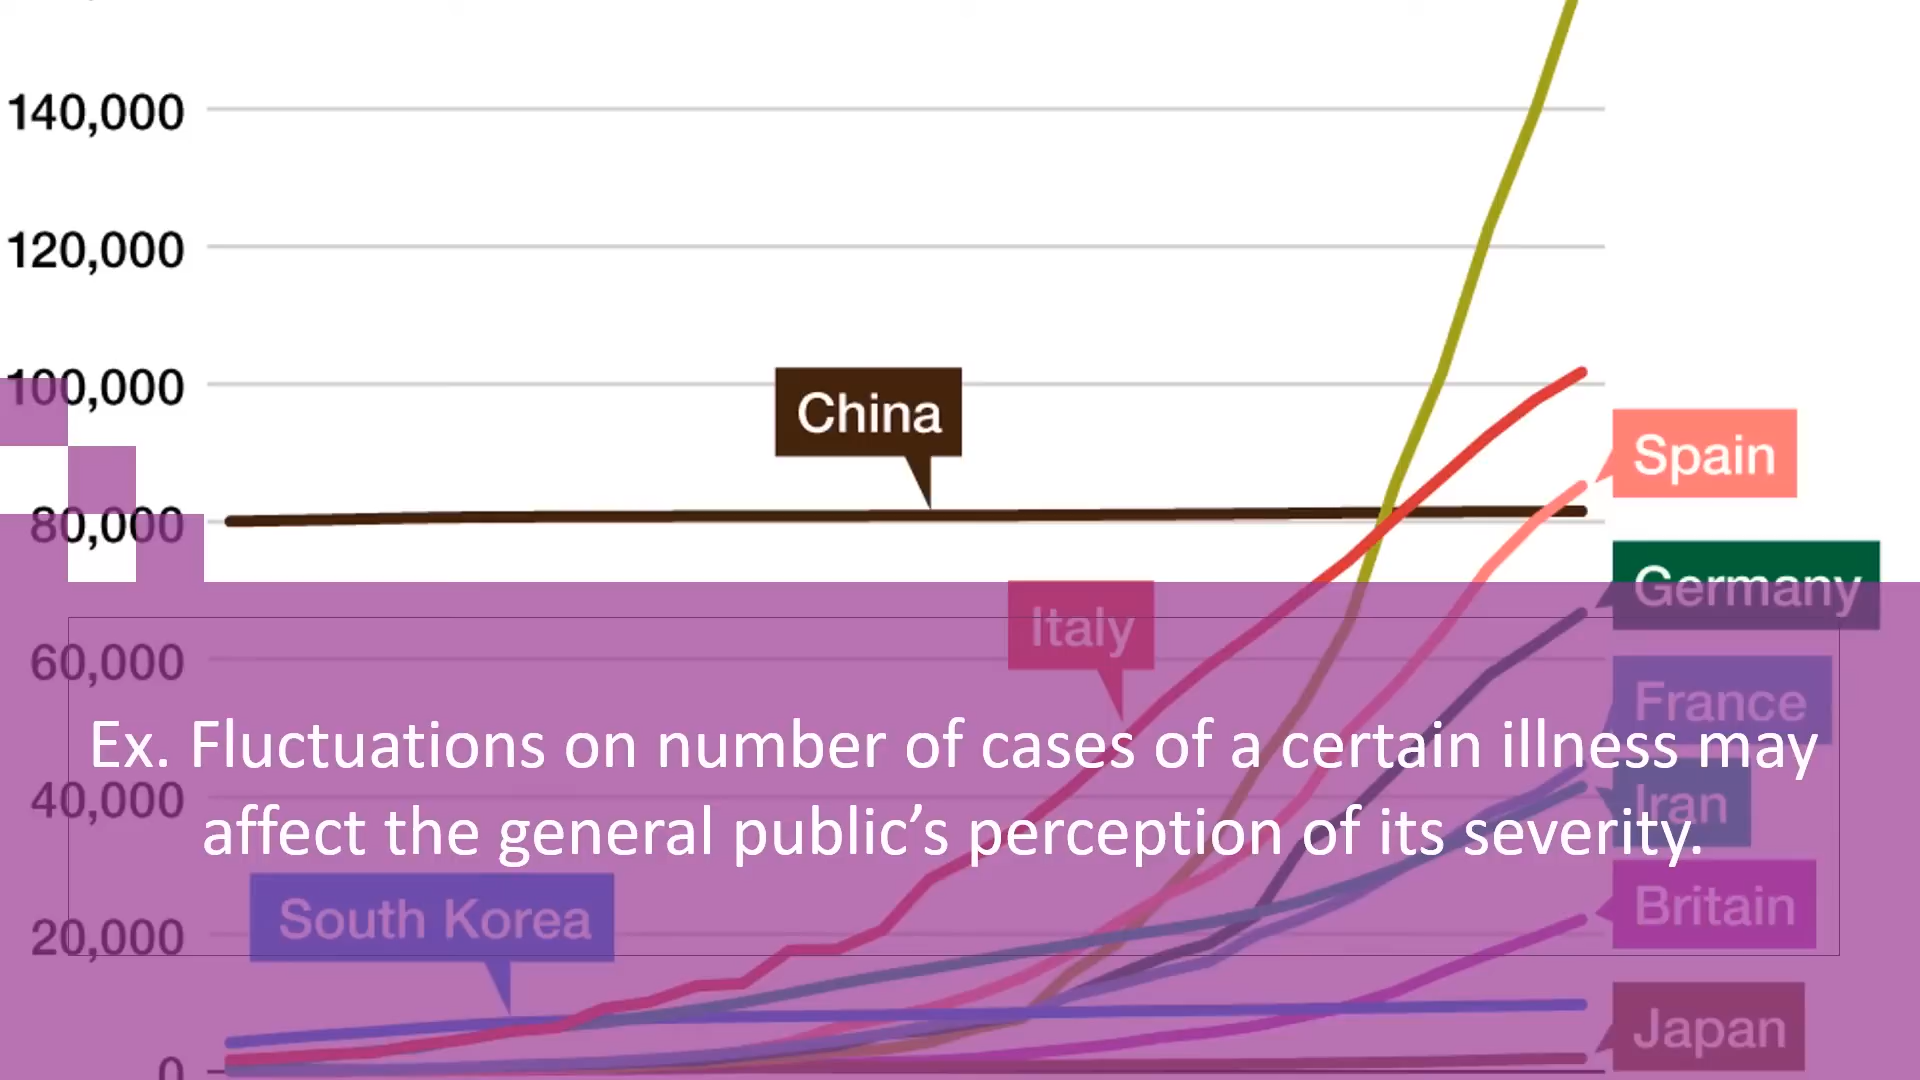 140,000
120,000
100,000
China
Spain
80,000
Germany
Italy
60,000
France
Ex. Fluctuations on number of cases of a certain illness may
40,000
Iran
affect the general public’s perception of its severity.
South Korea
Britain
20,000
Japan
0